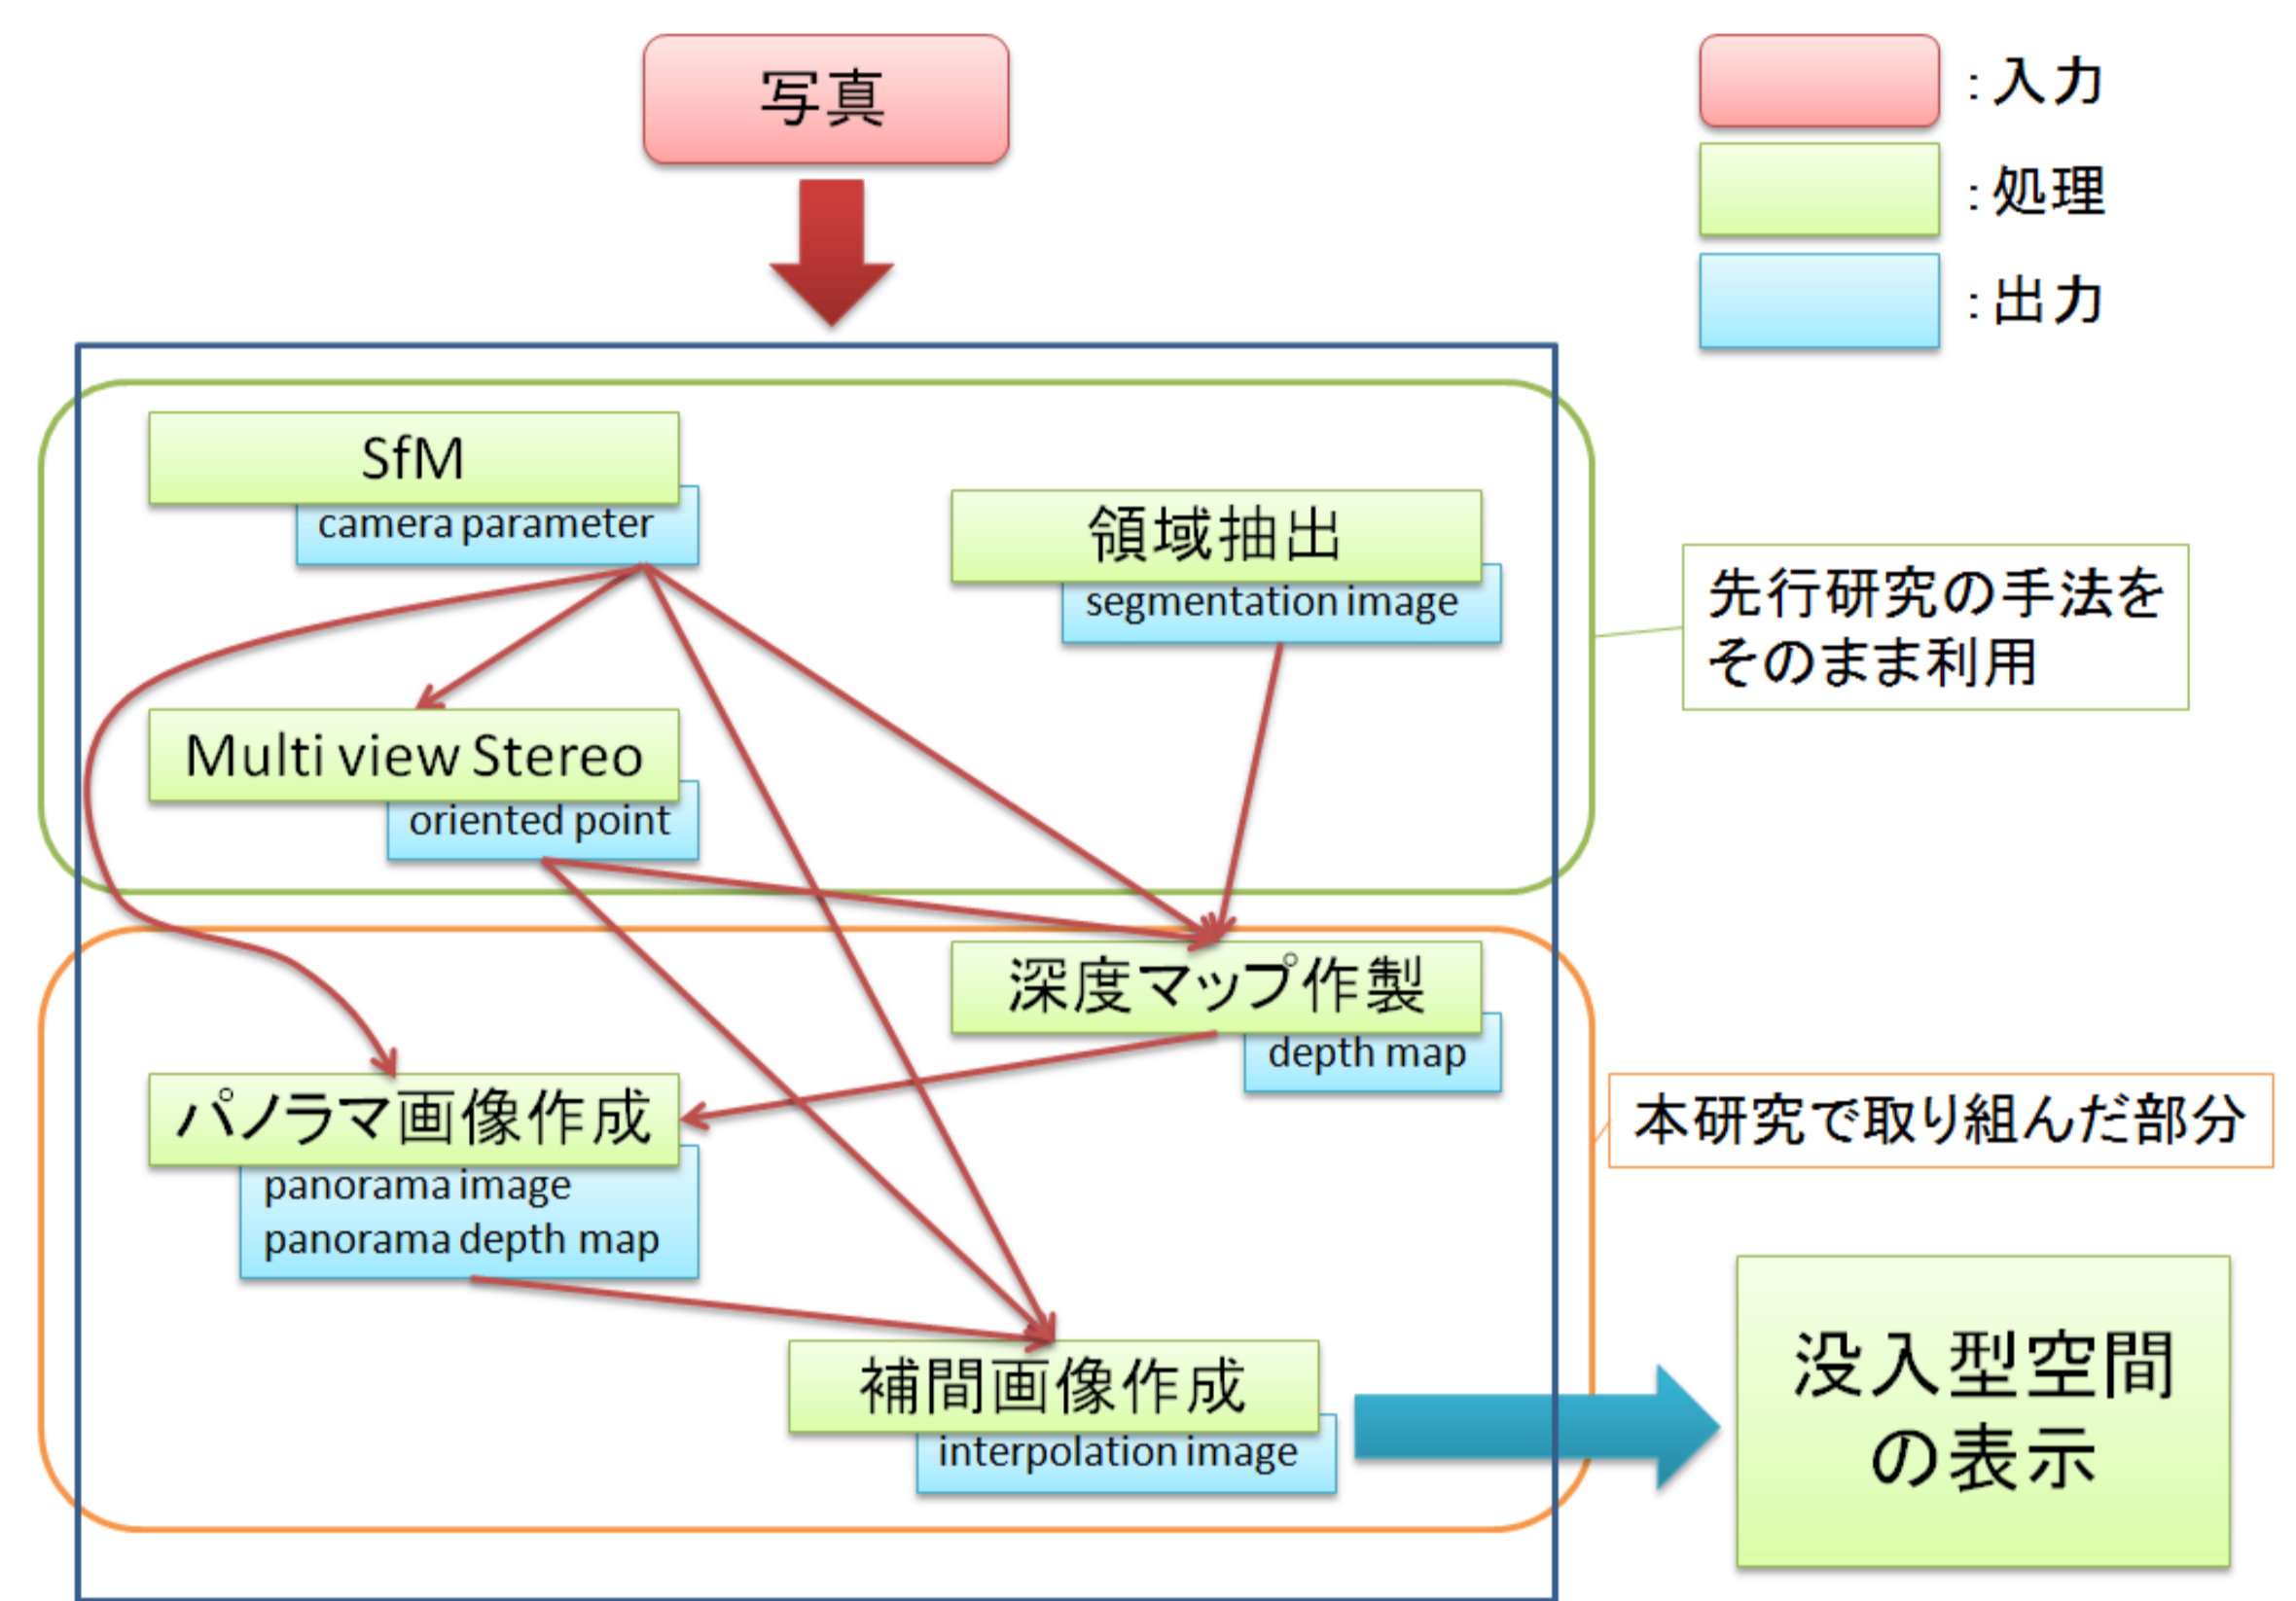 写真
: 入力
: 処理
: 出力
SfM
camera parameter
領域抽出
segmentation image
先行研究の手法を
そのまま利用
Multi view Stereo
oriented point
深度マップ作製
depth map
パノラマ画像作成
panorama image
panorama depth map
本研究で取り組んだ部分
補間画像作成
interpolation image
没入型空間
の表示